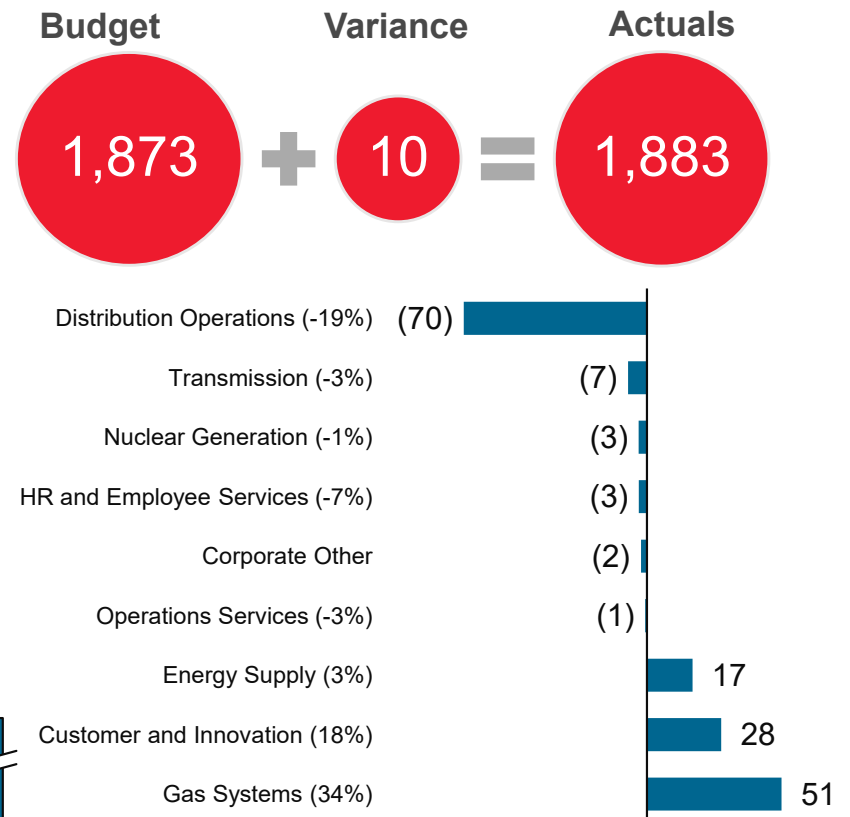 Budget Variance Actuals
1,873 + 10 = 1,883
Distribution Operations (-19%) (70)
Transmission (-3%) (7)
Nuclear Generation (-1%) (3)
HR and Employee Services (-7%) (3)
Corporate Other (2)
Operations Services (-3%) (1)
Energy Supply (3%) 17
Customer and Innovation (18%) 28
Gas Systems (34%) 51